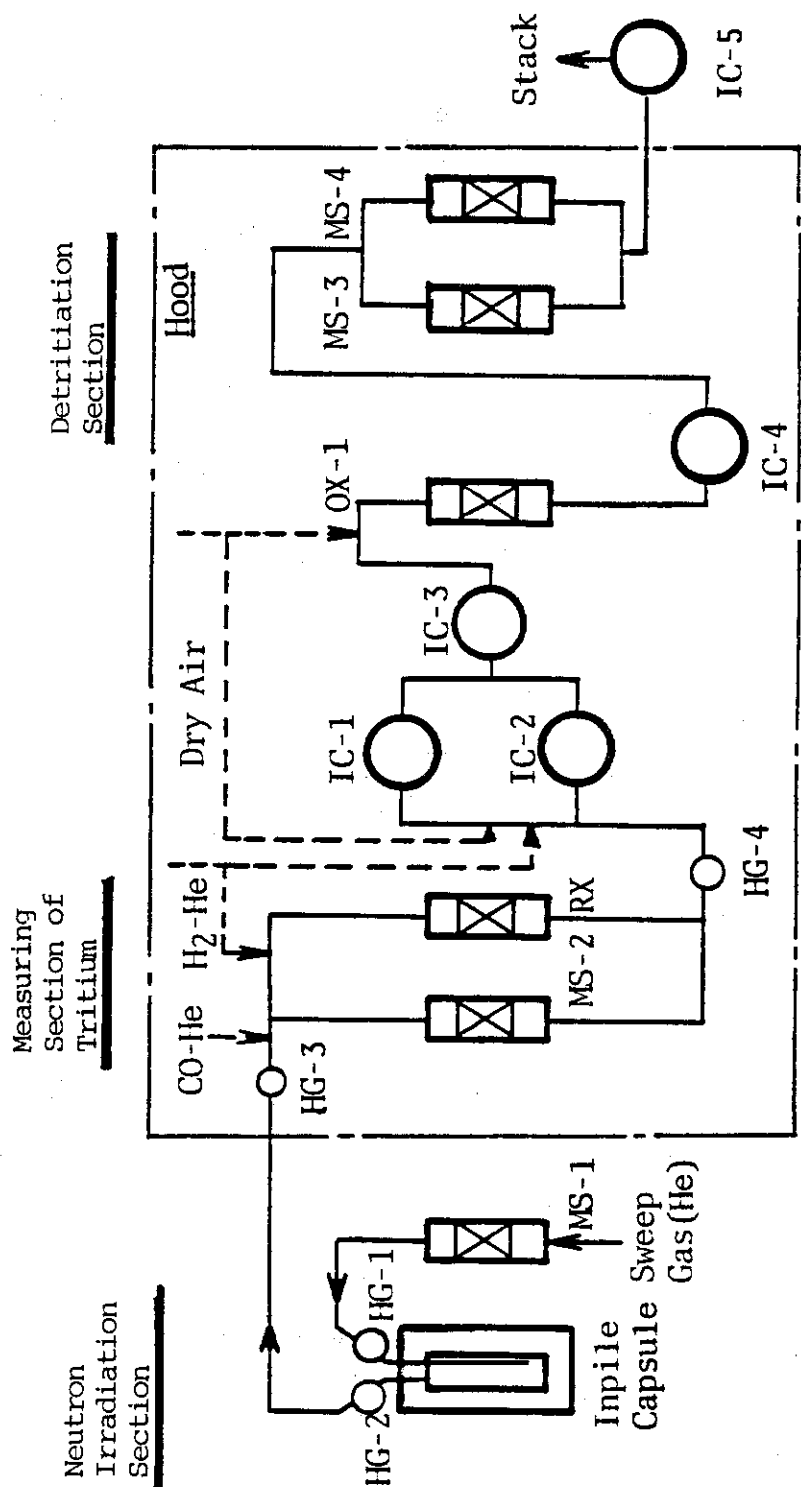 Neutron
Irradiation
Section
Measuring
Section of
Tritium
Detritiation
Section
HG-2
HG-1
MS-1
Inpile
Capsule
Sweep
Gas(He)
CO-He
H₂-He
HG-3
MS-2
RX
HG-4
Dry Air
IC-1
IC-2
IC-3
OX-1
IC-4
Hood
MS-3
MS-4
Stack
IC-5